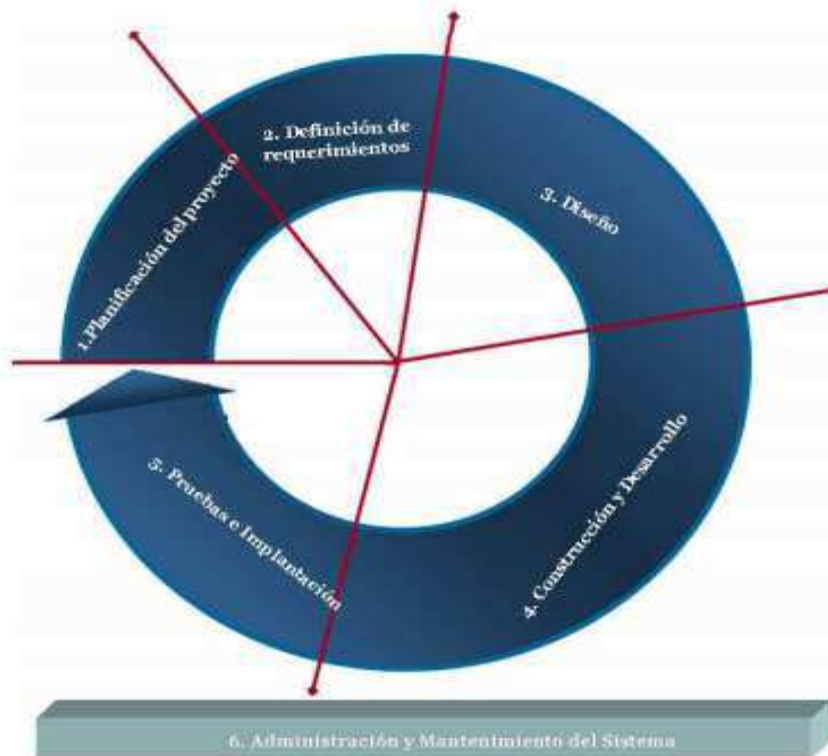 1.Planificación del proyecto
2. Definición de
requerimientos
3. Diseño
4. Construcción y Desarrollo
5. Pruebas e Implantación
6. Administración y Mantenimiento del Sistema